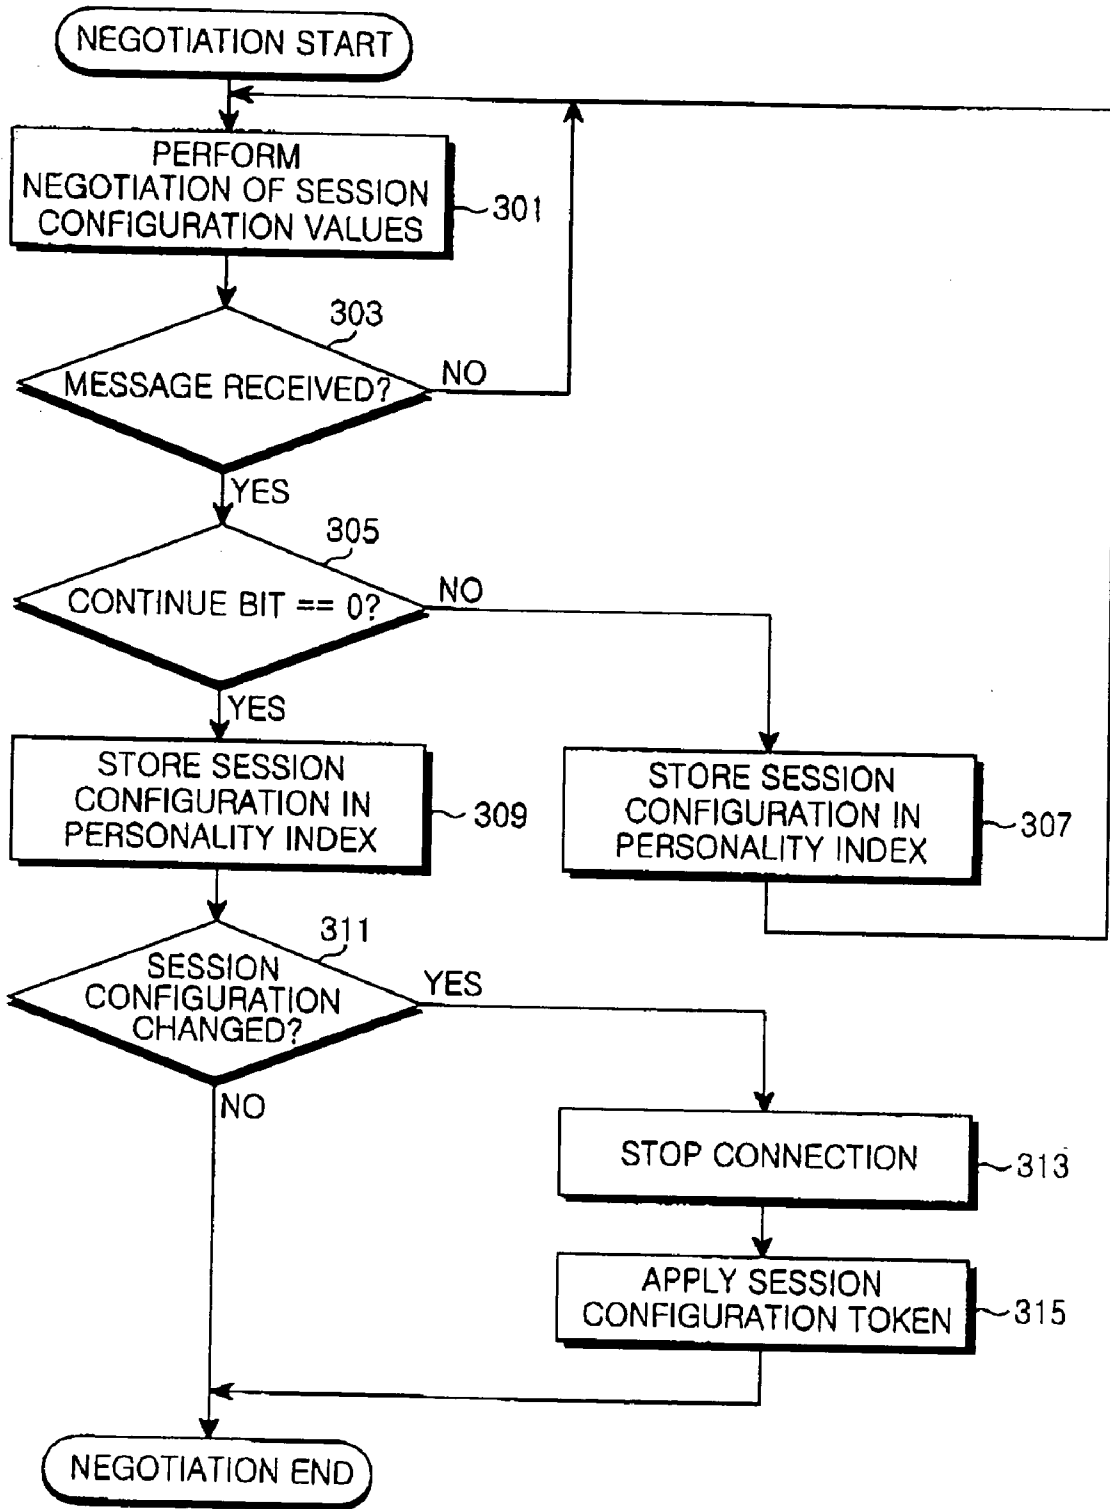 NEGOTIATION START
PERFORM
NEGOTIATION OF SESSION
CONFIGURATION VALUES
301
303
MESSAGE RECEIVED?
NO
YES
305
CONTINUE BIT == 0?
NO
YES
STORE SESSION
CONFIGURATION IN
PERSONALITY INDEX
309
STORE SESSION
CONFIGURATION IN
PERSONALITY INDEX
307
311
SESSION
CONFIGURATION
CHANGED?
YES
NO
STOP CONNECTION
313
APPLY SESSION
CONFIGURATION TOKEN
315
NEGOTIATION END